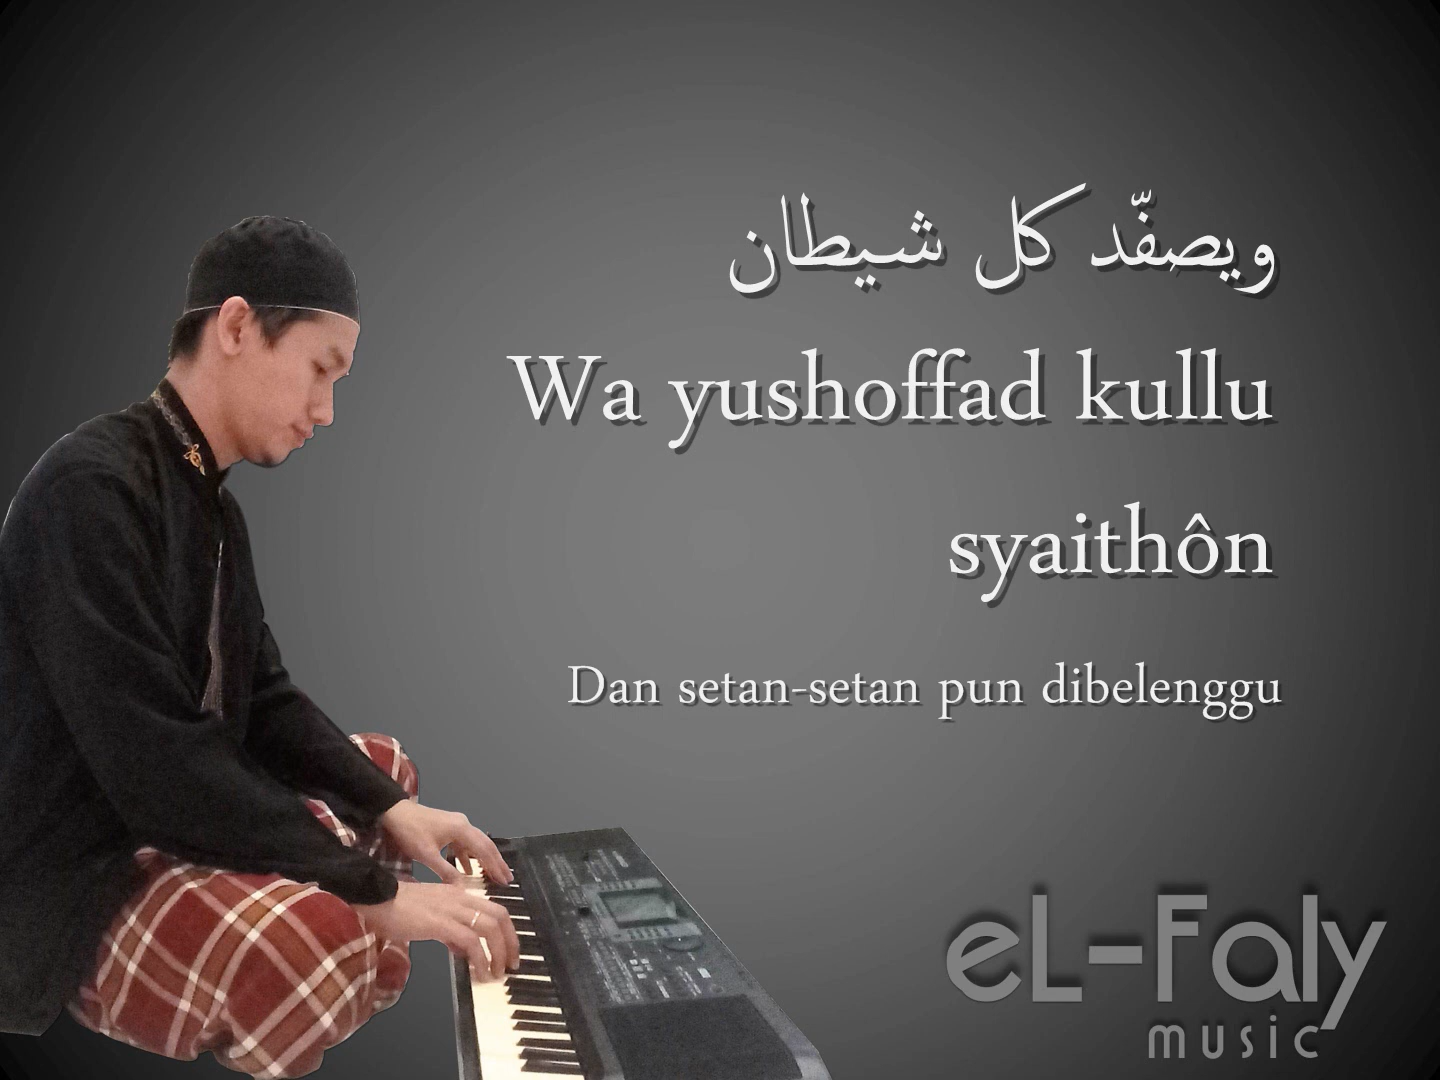 ويصفّد كل شيطان
Wa yushoffad kullu
syaithôn
Dan setan-setan pun dibelenggu
eL-Faly
music